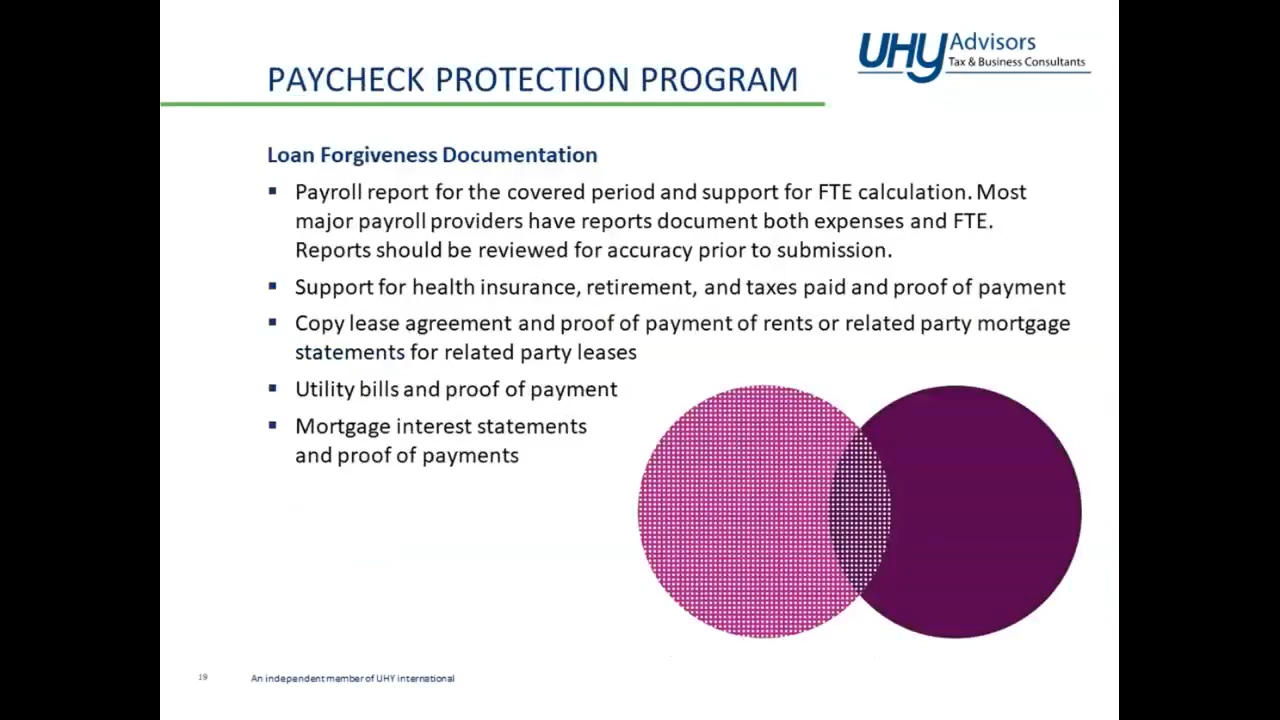 UHY Advisors
Tax & Business Consultants
PAYCHECK PROTECTION PROGRAM
Loan Forgiveness Documentation
▪ Payroll report for the covered period and support for FTE calculation. Most
major payroll providers have reports document both expenses and FTE.
Reports should be reviewed for accuracy prior to submission.
▪ Support for health insurance, retirement, and taxes paid and proof of payment
▪ Copy lease agreement and proof of payment of rents or related party mortgage
statements for related party leases
▪ Utility bills and proof of payment
▪ Mortgage interest statements
and proof of payments
19
An independent member of UHY international